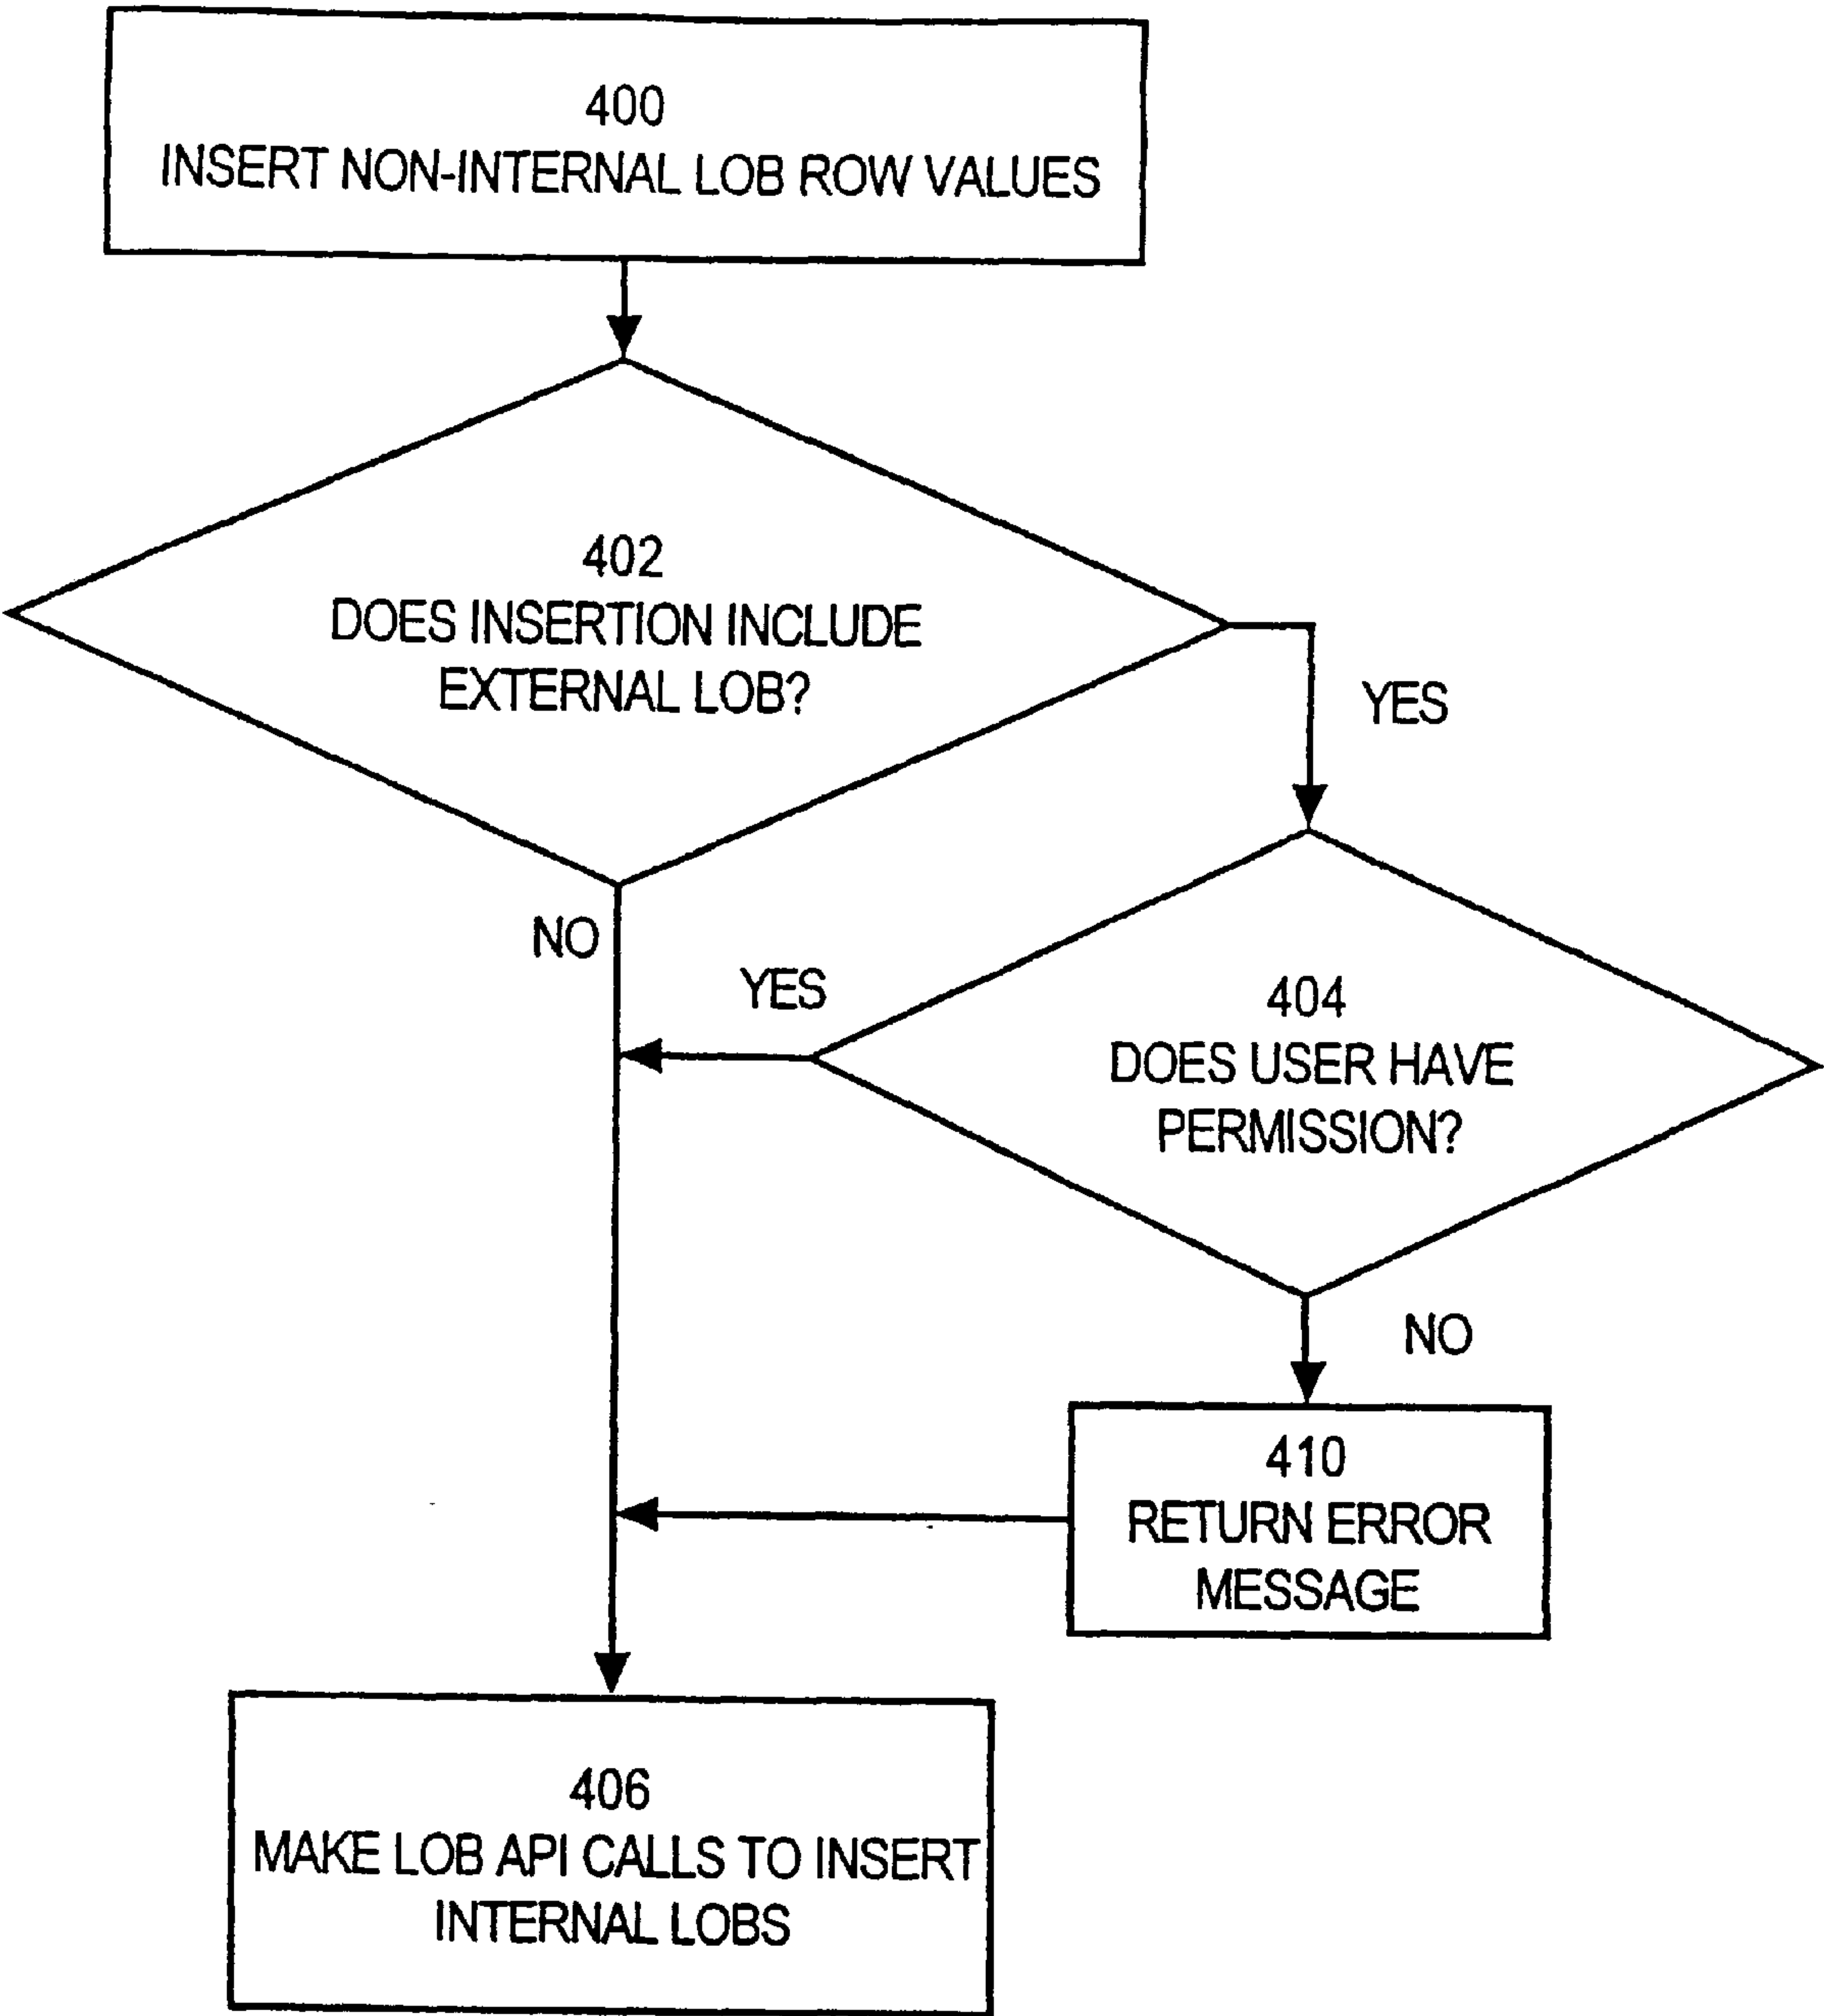 400
INSERT NON-INTERNAL LOB ROW VALUES
402
DOES INSERTION INCLUDE
EXTERNAL LOB?
YES
NO
YES
404
DOES USER HAVE
PERMISSION?
NO
410
RETURN ERROR
MESSAGE
406
MAKE LOB API CALLS TO INSERT
INTERNAL LOBS